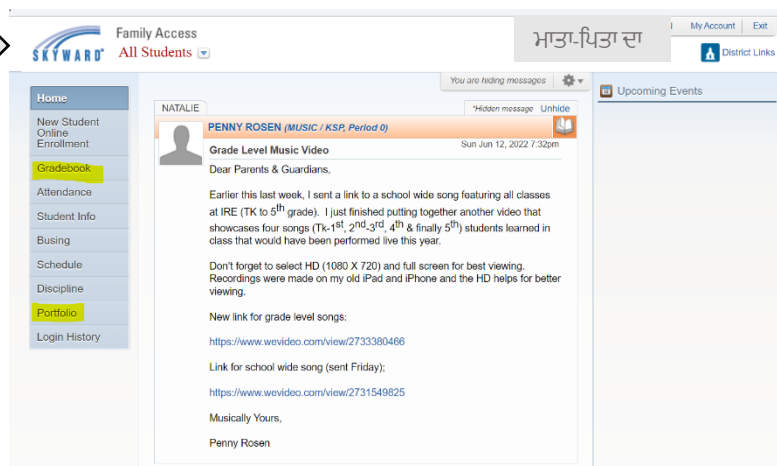 SKYWARD®
Family Access
All Students
ਮਾਤਾ-ਪਿਤਾ ਦਾ
My Account Exit
District Links
Home
New Student
Online
Enrollment
Gradebook
Attendance
Student Info
Busing
Schedule
Discipline
Portfolio
Login History
You are hiding messages
NATALIE
*Hidden message Unhide
PENNY ROSEN (MUSIC / KSP, Period 0)
Grade Level Music Video
Sun Jun 12, 2022 7:32pm
Dear Parents & Guardians,
Earlier this last week, I sent a link to a school wide song featuring all classes
at IRE (TK to 5th grade). I just finished putting together another video that
showcases four songs (Tk-1st, 2nd-3rd, 4th & finally 5th) students learned in
class that would have been performed live this year.
Don't forget to select HD (1080 X 720) and full screen for best viewing.
Recordings were made on my old iPad and iPhone and the HD helps for better
viewing.
New link for grade level songs:
https://www.wevideo.com/view/2733380466
Link for school wide song (sent Friday);
https://www.wevideo.com/view/2731549825
Musically Yours,
Penny Rosen
Upcoming Events